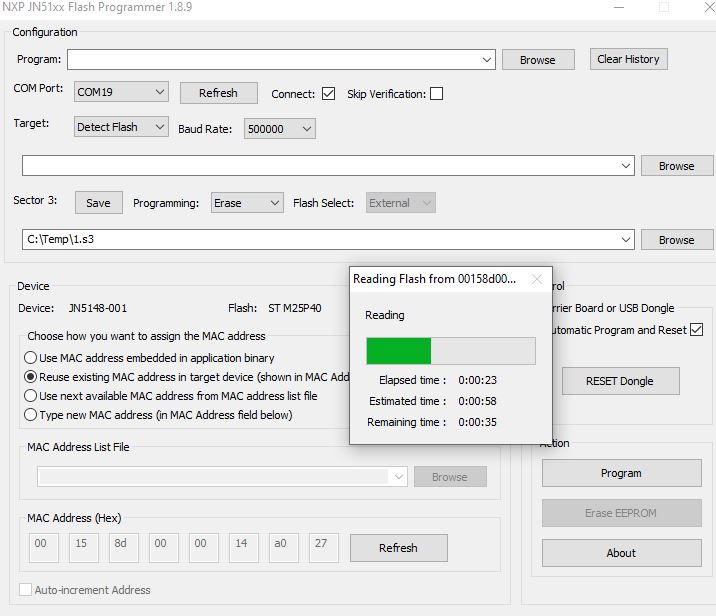 NXP JN51xx Flash Programmer 1.8.9
Configuration
Program: Browse Clear History
COM Port: COM19 Refresh Connect: Skip Verification:
Target: Detect Flash Baud Rate: 500000
Browse
Sector 3: Save Programming: Erase Flash Select: External
C:\Temp\1.s3 Browse
Device
Device: JN5148-001 Flash: ST M25P40
Choose how you want to assign the MAC address
Use MAC address embedded in application binary
Reuse existing MAC address in target device (shown in MAC Add
Use next available MAC address from MAC address list file
Type new MAC address (in MAC Address field below)
MAC Address List File
Browse
MAC Address (Hex)
00 15 8d 00 00 14 a0 27 Refresh
Auto-increment Address
Reading Flash from 00158d00...
Reading
Elapsed time : 0:00:23
Estimated time : 0:00:58
Remaining time : 0:00:35
rol
rrier Board or USB Dongle
utomatic Program and Reset
RESET Dongle
Action
Program
Erase EEPROM
About